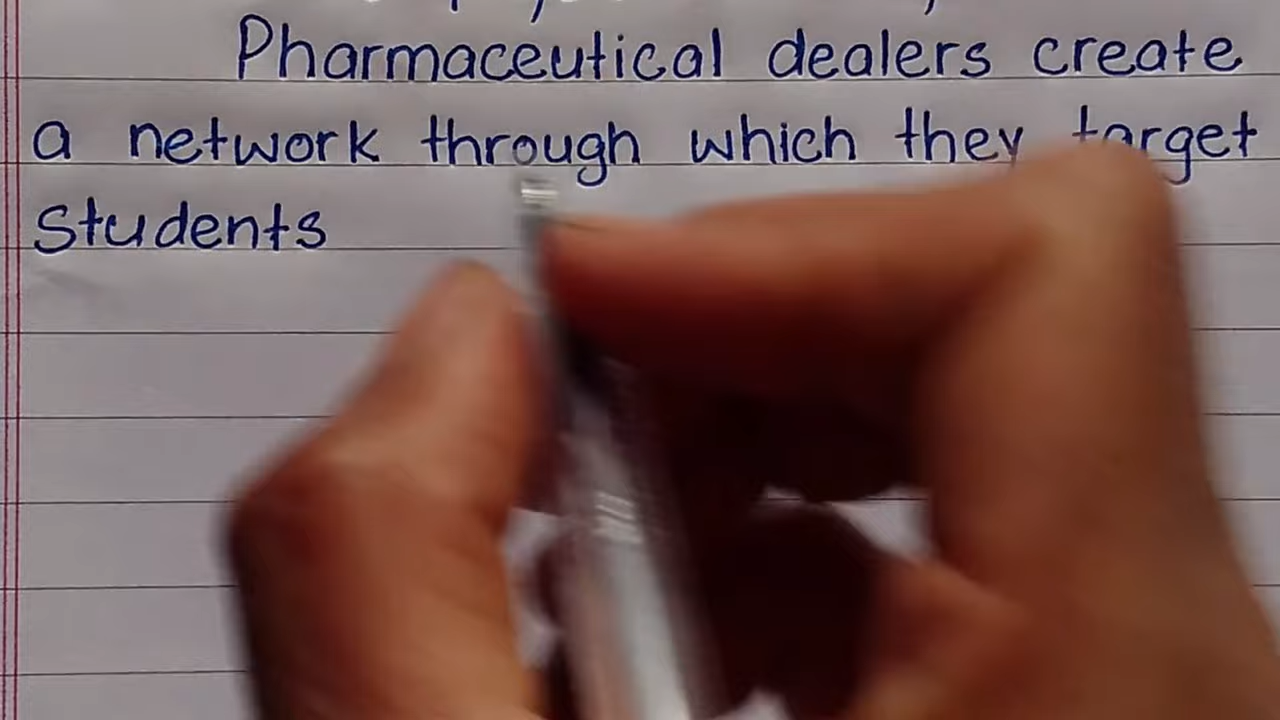 Pharmaceutical dealers create
a network through which they target
students